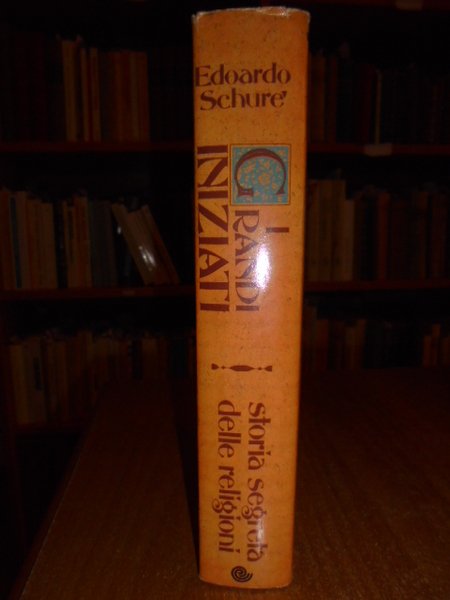 Edoardo
Schuré
I GRANDI
INIZIATI
storia segreta
delle religioni